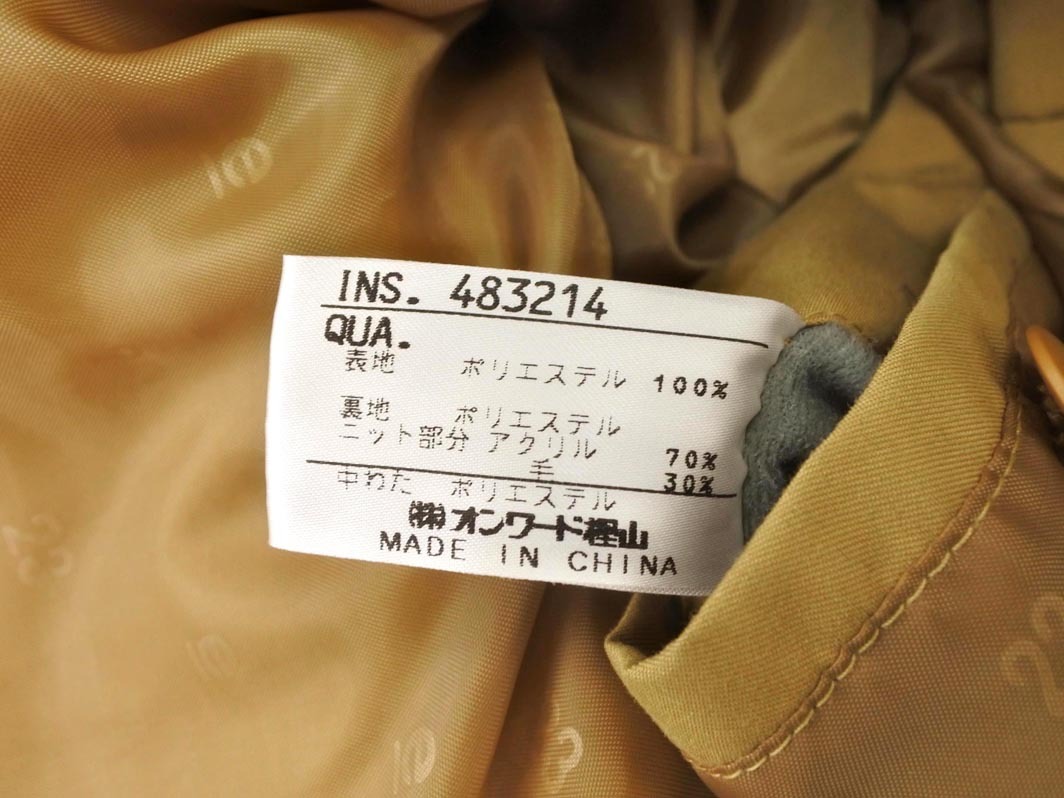 INS. 483214
QUA.
表地 ポリエステル 100%
裏地 ポリエステル
ニット部分 アクリル 70%
毛 30%
中わた ポリエステル
㈱オンワード樫山
MADE IN CHINA